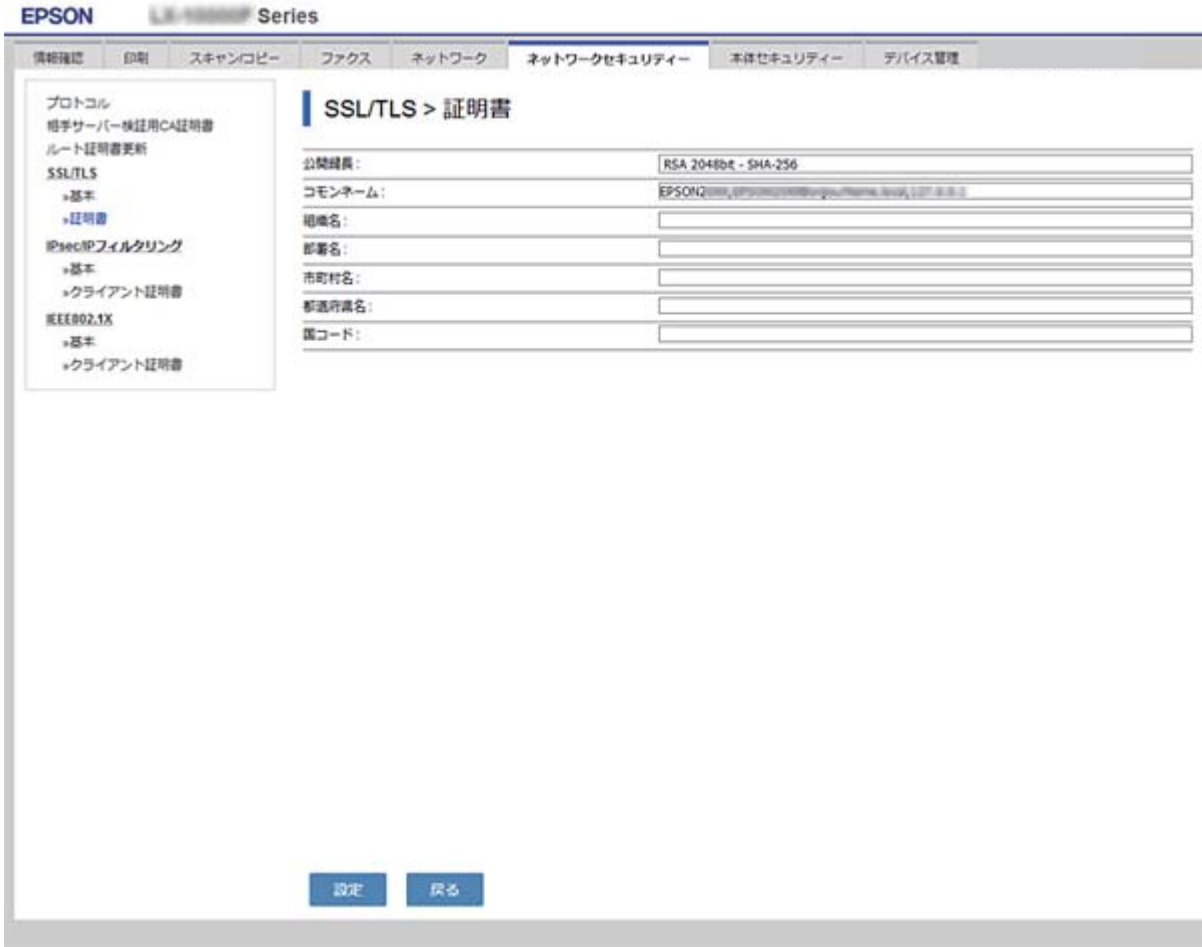 EPSON Series
情報確認 印刷 スキャン/コピー ファクス ネットワーク ネットワークセキュリティー 本体セキュリティー デバイス管理
プロトコル
相手サーバー検証用CA証明書
ルート証明書更新
SSL/TLS
»基本
»証明書
IPsec/IPフィルタリング
»基本
»クライアント証明書
IEEE802.1X
»基本
»クライアント証明書
SSL/TLS > 証明書
公開鍵長 : RSA 2048bit - SHA-256
コモンネーム : EPSON2
組織名 :
部署名 :
市町村名 :
都道府県名 :
国コード :
設定 戻る